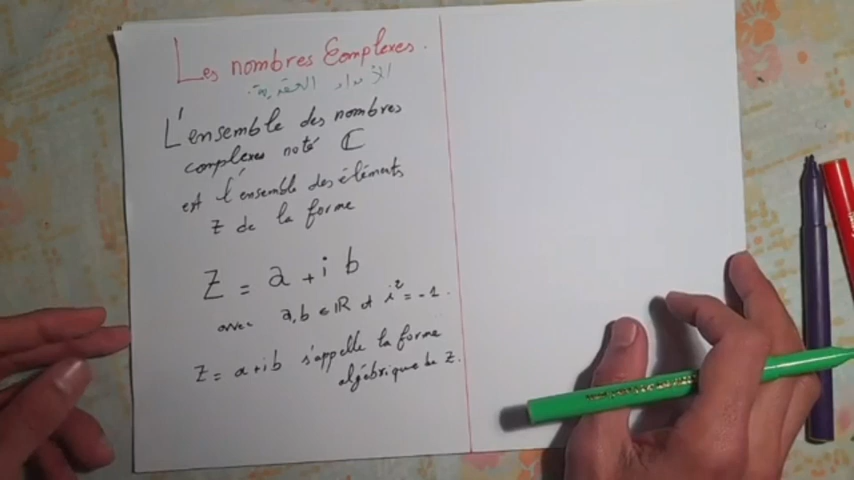 Les nombres Complexes.
الأعداد العقدية
L'ensemble des nombres
complexes noté ℂ
est l'ensemble des éléments
z de la forme
Z = a + i b
avec a, b ∈ ℝ et i² = -1.
Z = a + ib s'appelle la forme
algébrique de z.